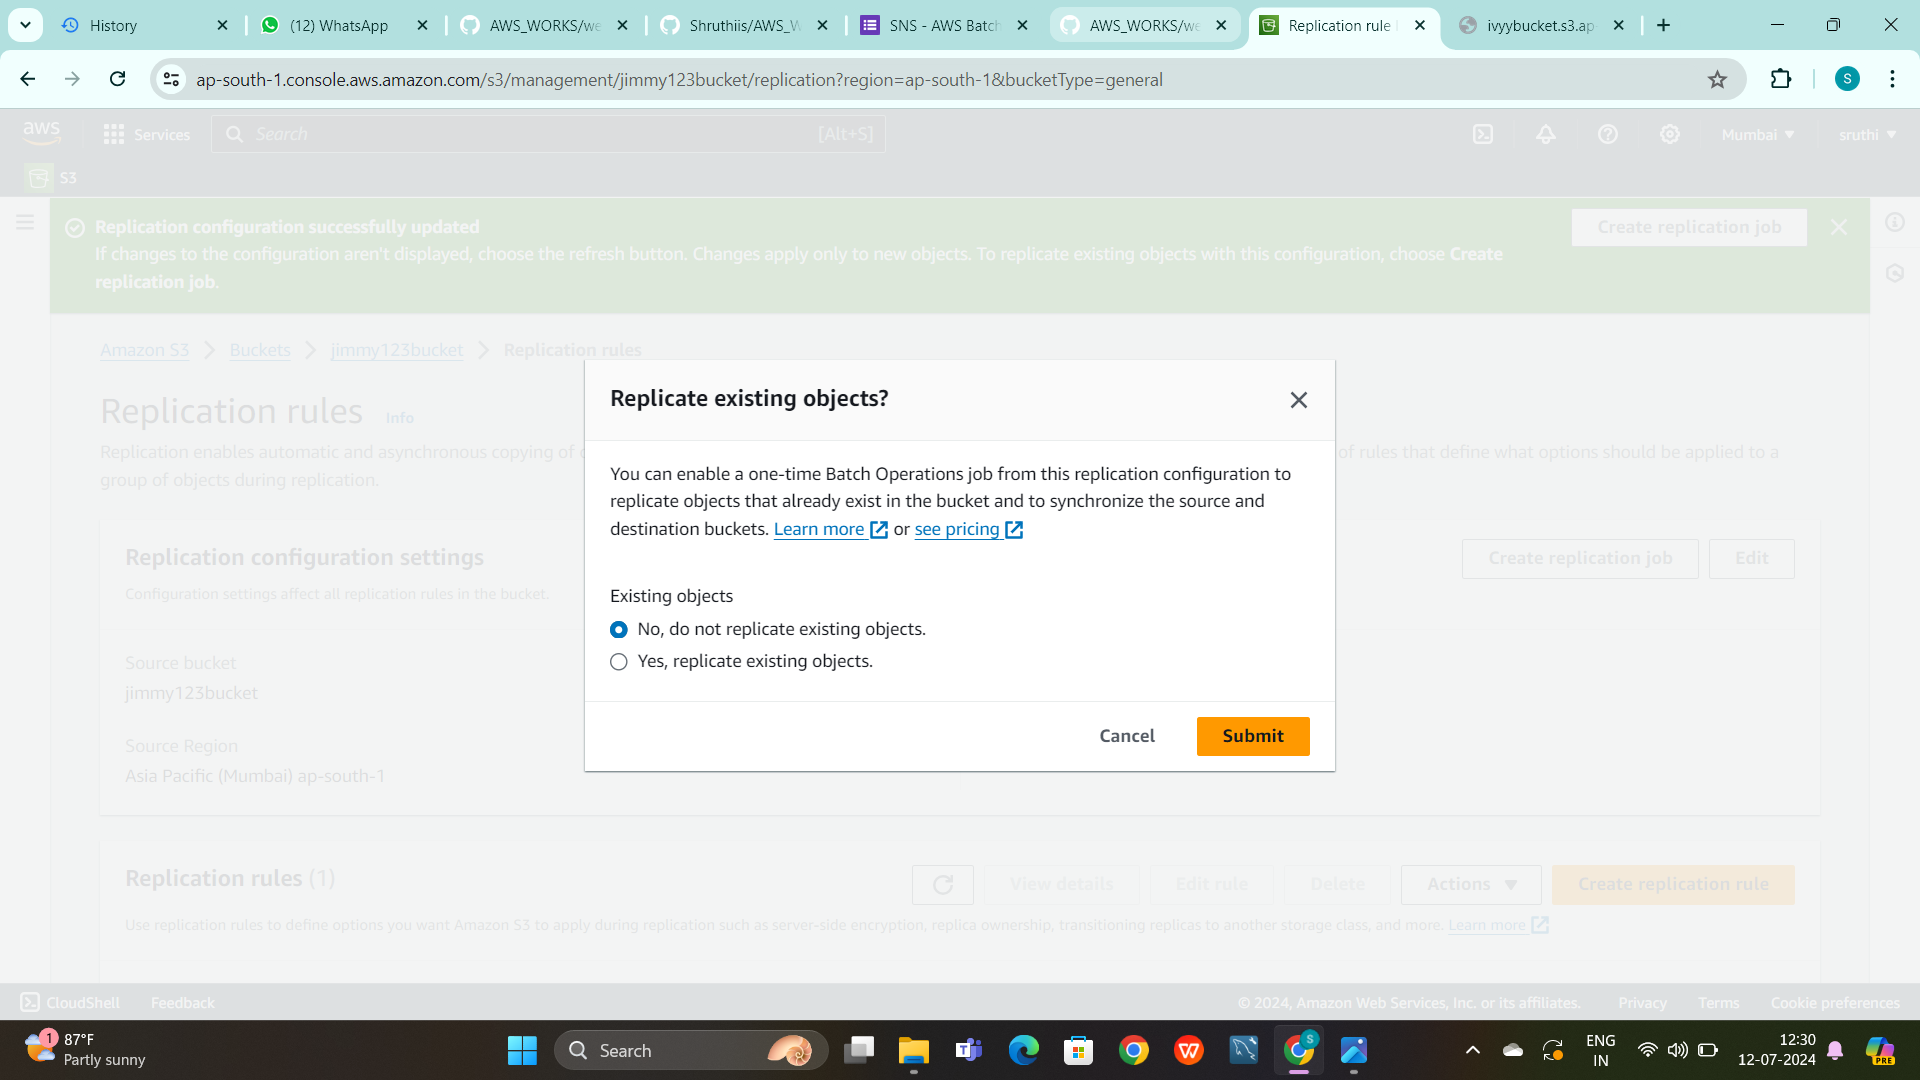 History
(12) WhatsApp
AWS_WORKS/we
Shruthiis/AWS_W
SNS - AWS Batch
AWS_WORKS/we
Replication rule
ivyybucket.s3.ap-
ap-south-1.console.aws.amazon.com/s3/management/jimmy123bucket/replication?region=ap-south-1&bucketType=general
S
aws
Services
Search
[Alt+S]
Mumbai
sruthi
S3
Replication configuration successfully updated
If changes to the configuration aren't displayed, choose the refresh button. Changes apply only to new objects. To replicate existing objects with this configuration, choose Create
replication job.
Create replication job
Amazon S3
Buckets
jimmy123bucket
Replication rules
Replication rules
Info
Replication enables automatic and asynchronous copying of
of rules that define what options should be applied to a
group of objects during replication.
Replicate existing objects?
You can enable a one-time Batch Operations job from this replication configuration to
replicate objects that already exist in the bucket and to synchronize the source and
destination buckets. Learn more or see pricing
Existing objects
No, do not replicate existing objects.
Yes, replicate existing objects.
Cancel
Submit
Replication configuration settings
Create replication job
Edit
Configuration settings affect all replication rules in the bucket.
Source bucket
jimmy123bucket
Source Region
Asia Pacific (Mumbai) ap-south-1
Replication rules (1)
View details
Edit rule
Delete
Actions
Create replication rule
Use replication rules to define options you want Amazon S3 to apply during replication such as server-side encryption, replica ownership, transitioning replicas to another storage class, and more. Learn more
CloudShell
Feedback
© 2024, Amazon Web Services, Inc. or its affiliates.
Privacy
Terms
Cookie preferences
1
87°F
Partly sunny
Search
S
ENG
IN
12:30
12-07-2024
PRE